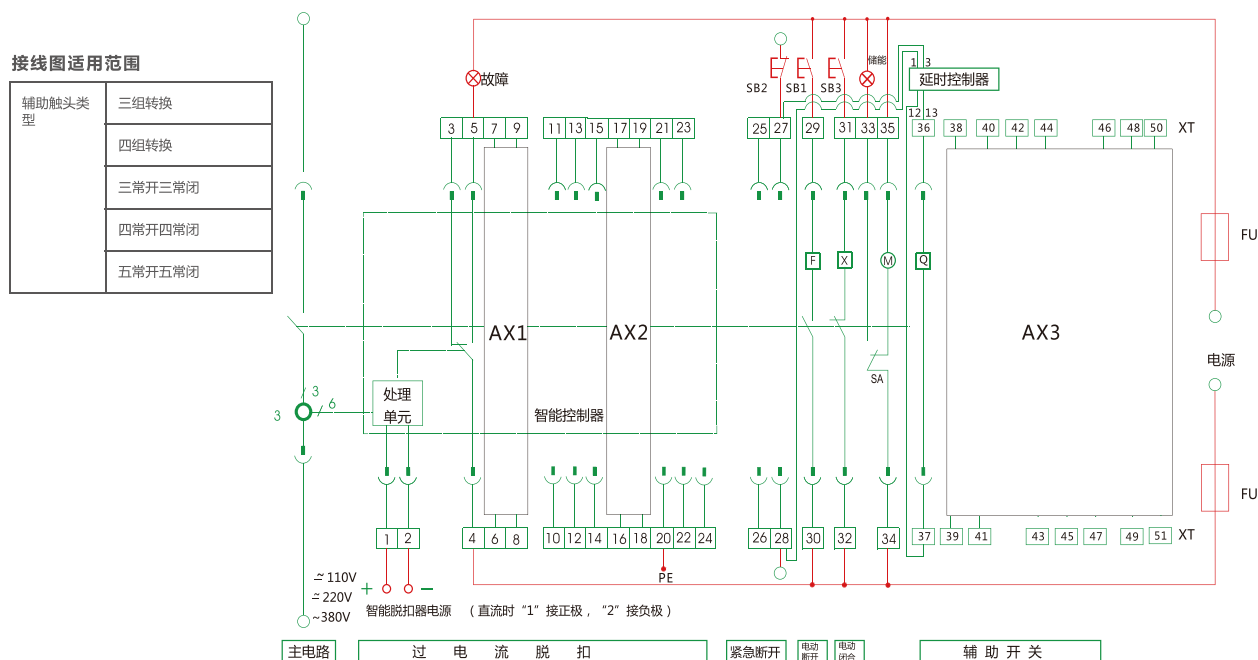 接线图适用范围
辅助触头类
型
三组转换
四组转换
三常开三常闭
四常开四常闭
五常开五常闭
故障
储能
SB2
SB1
SB3
1
3
延时控制器
12
13
3 5 7 9
11 13 15 17 19 21 23
25 27 29 31 33 35 36 38 40 42 44 46 48 50 XT
F X M Q
FU
AX1 AX2 AX3
SA
电源
处理
单元
智能控制器
3
6
3
FU
1 2 4 6 8 10 12 14 16 18 20 22 24 26 28 30 32 34 37 39 41 43 45 47 49 51 XT
PE
≃110V
≃220V
~380V
+ −
智能脱扣器电源 （直流时“1”接正极，“2”接负极）
主电路
过电流脱扣
紧急断开
电动
断开
电动
闭合
辅助开关